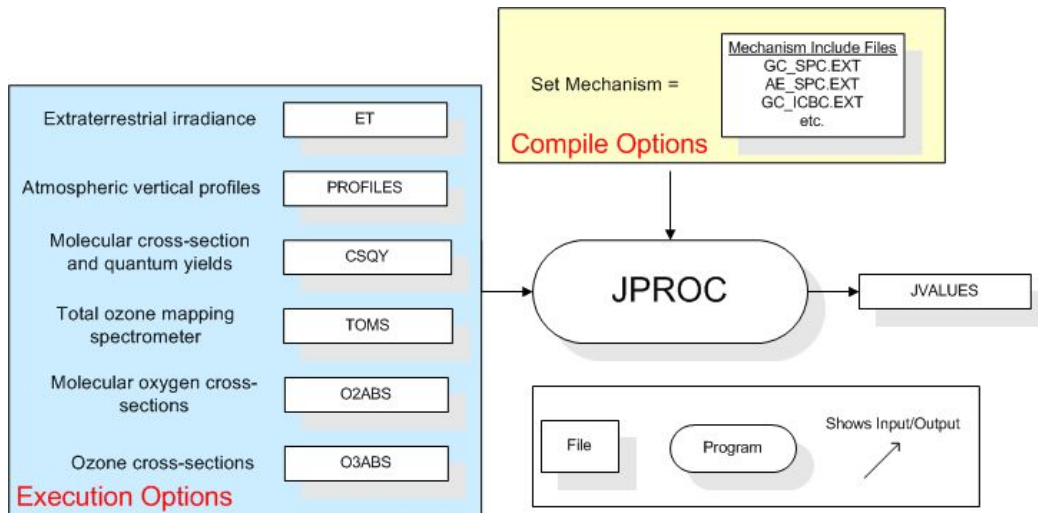 Set Mechanism =
Mechanism Include Files
GC_SPC.EXT
AE_SPC.EXT
GC_ICBC.EXT
etc.
Compile Options
Extraterrestrial irradiance
ET
Atmospheric vertical profiles
PROFILES
Molecular cross-section
and quantum yields
CSQY
Total ozone mapping
spectrometer
TOMS
Molecular oxygen cross-
sections
O2ABS
Ozone cross-sections
O3ABS
Execution Options
JPROC
JVALUES
File
Program
Shows Input/Output